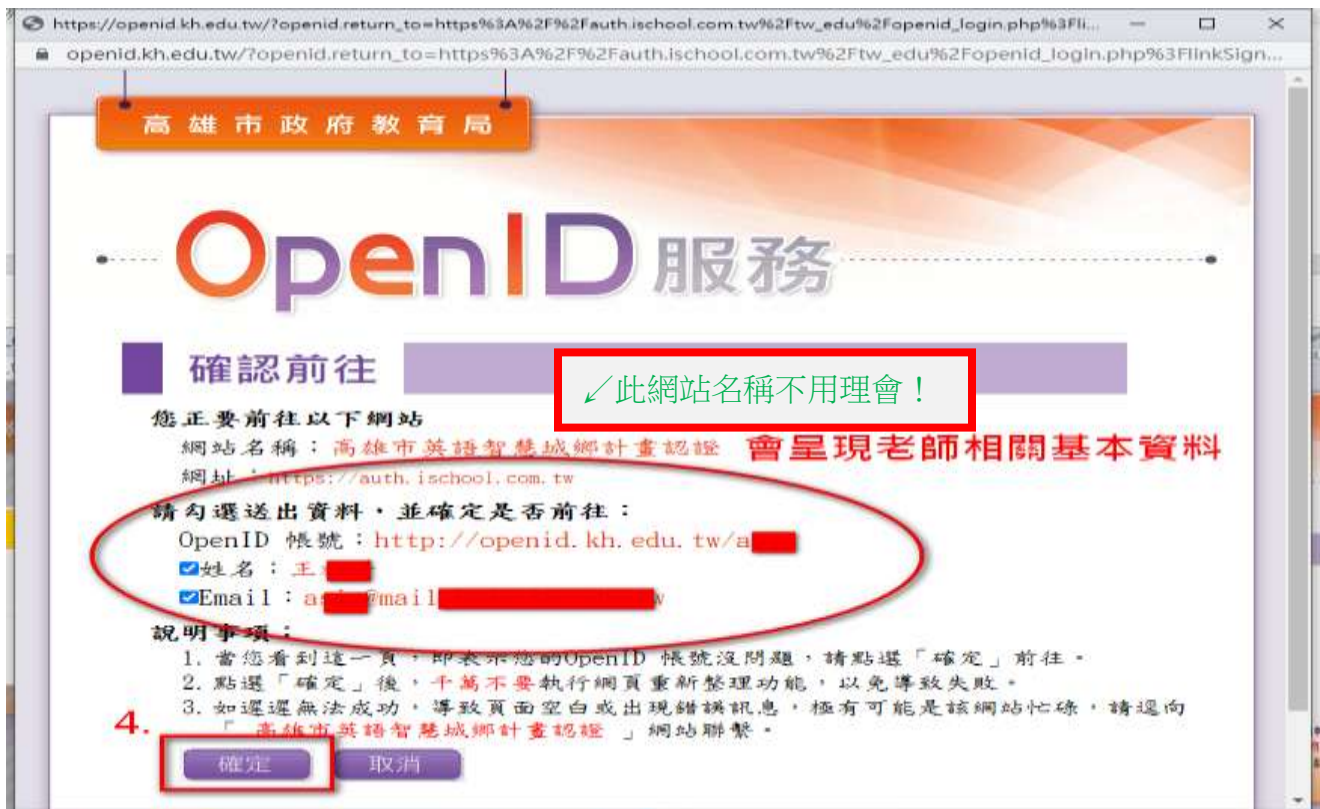 https://openid.kh.edu.tw/?openid.return_to=https%3A%2F%2Fauth.ischool.com.tw%2Ftw_edu%2Fopenid_login.php%3Fli...
openid.kh.edu.tw/?openid.return_to=https%3A%2F%2Fauth.ischool.com.tw%2Ftw_edu%2Fopenid_login.php%3FlinkSign...
高雄市政府教育局
OpenID 服務
確認前往
↙此網站名稱不用理會！
您正要前往以下網站
網站名稱：高雄市英語智慧城鄉計畫認證
會呈現老師相關基本資料
網址：https://auth.ischool.com.tw
請勾選送出資料，並確定是否前往：
OpenID 帳號：http://openid.kh.edu.tw/a
姓名：王
Email：a @mail
說明事項：
1. 當您看到這一頁，即表示您的OpenID 帳號沒問題，請點選「確定」前往。
2. 點選「確定」後，千萬不要執行網頁重新整理功能，以免導致失敗。
3. 如遲遲無法成功，導致頁面空白或出現錯誤訊息，極有可能是該網站忙碌，請逕向
「 高雄市英語智慧城鄉計畫認證 」網站聯繫。
4.
確定 取消